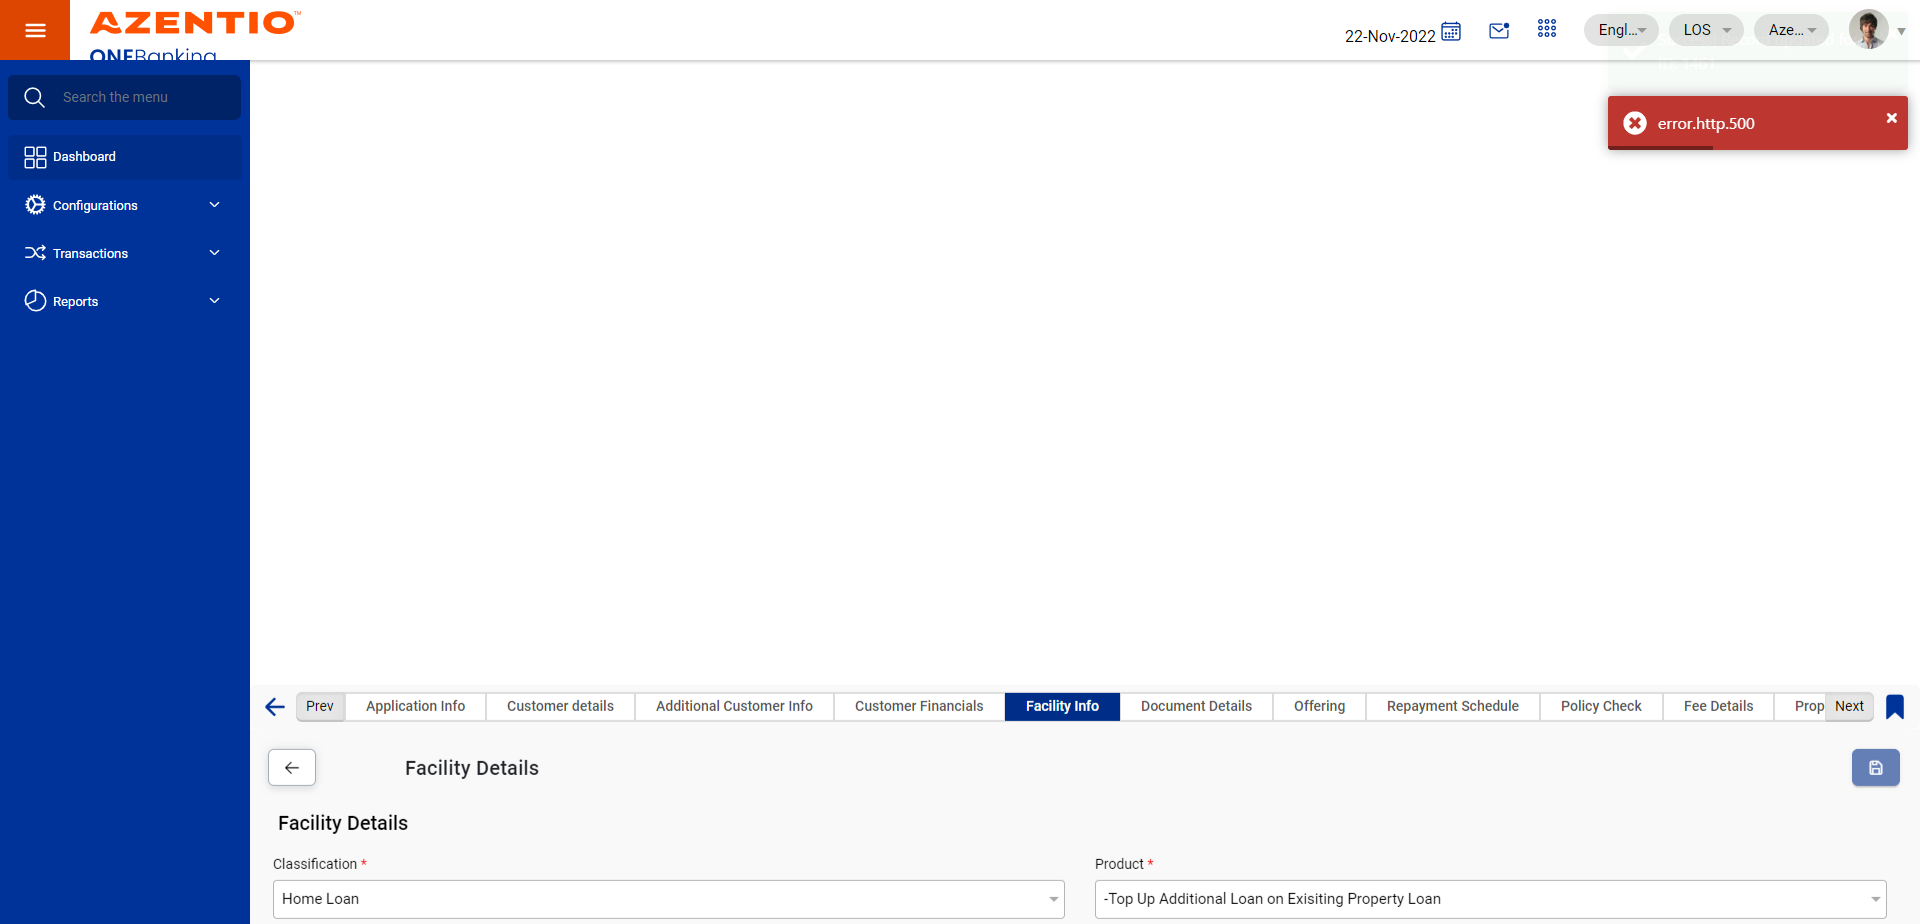 AZENTIO™
ONEBanking
22-Nov-2022
Engl...
LOS
Aze...
Search the menu
error.http.500
Dashboard
Configurations
Transactions
Reports
Prev
Application Info
Customer details
Additional Customer Info
Customer Financials
Facility Info
Document Details
Offering
Repayment Schedule
Policy Check
Fee Details
Prop
Next
Facility Details
Facility Details
Classification *
Product *
Home Loan
-Top Up Additional Loan on Exisiting Property Loan